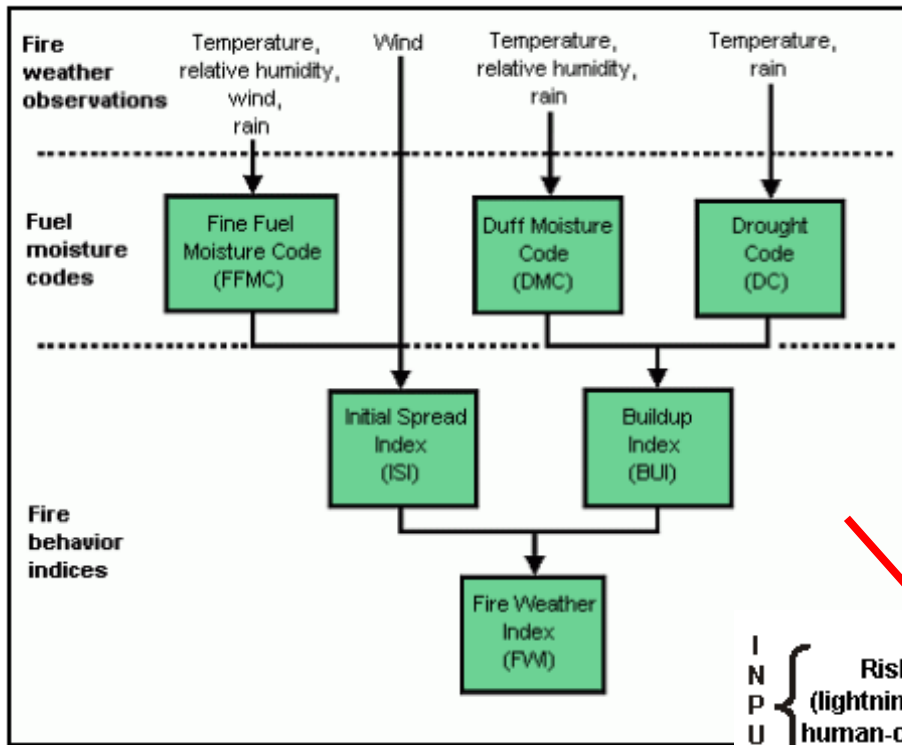 Fire
weather
observations
Temperature,
relative humidity,
wind,
rain
Wind
Temperature,
relative humidity,
rain
Temperature,
rain
Fuel
moisture
codes
Fine Fuel
Moisture Code
(FFMC)
Duff Moisture
Code
(DMC)
Drought
Code
(DC)
Fire
behavior
indices
Initial Spread
Index
(ISI)
Buildup
Index
(BUI)
Fire Weather
Index
(FWI)
I
N
P
U